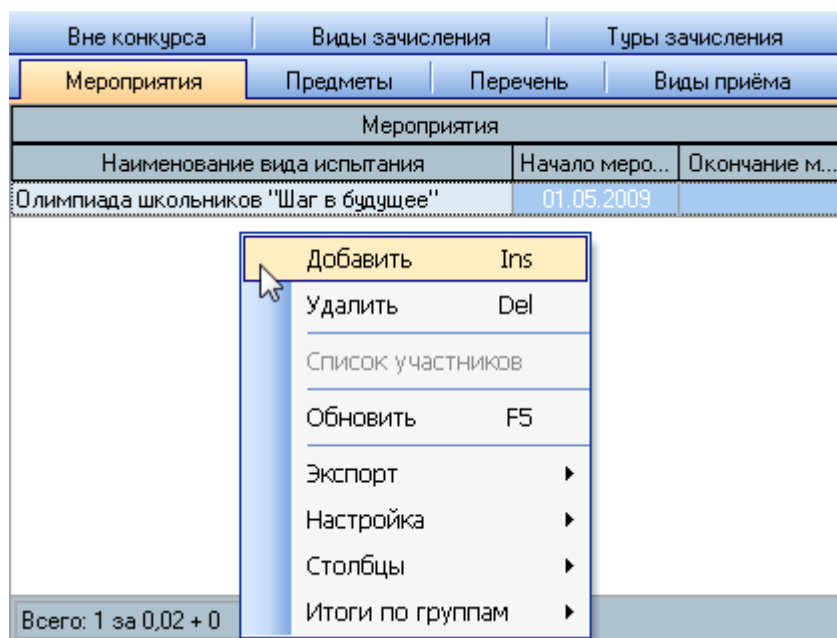 Вне конкурса Виды зачисления Туры зачисления
Мероприятия Предметы Перечень Виды приёма
Мероприятия
Наименование вида испытания Начало меро... Окончание м...
Олимпиада школьников "Шаг в будущее" 01.05.2009
Добавить Ins
Удалить Del
Список участников
Обновить F5
Экспорт
Настройка
Столбцы
Итоги по группам
Всего: 1 за 0,02 + 0